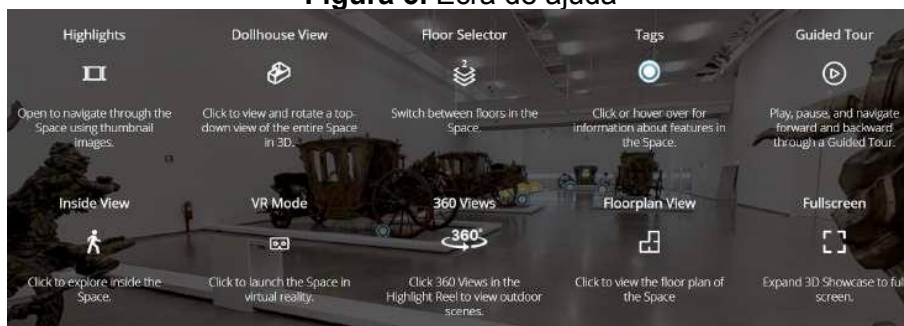 Figura 3. Ecrã de ajuda
Highlights
Open to navigate through the
Space using thumbnail
images.
Dollhouse View
Click to view and rotate a top-
down view of the entire Space
in 3D.
Floor Selector
2
Switch between floors in the
Space.
Tags
Click or hover over for
information about features in
the Space.
Guided Tour
Play, pause, and navigate
forward and backward
through a Guided Tour.
Inside View
Click to explore inside the
Space.
VR Mode
Click to launch the Space in
virtual reality.
360 Views
360°
Click 360 Views in the
Highlight Reel to view outdoor
scenes.
Floorplan View
Click to view the floor plan of
the Space
Fullscreen
Expand 3D Showcase to full
screen.